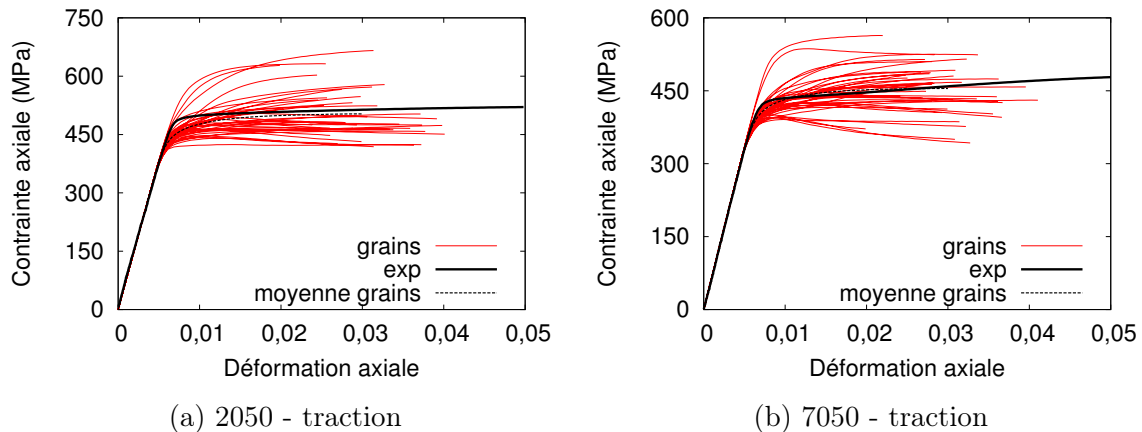 750
600
450
300
150
0
Contrainte axiale (MPa)
0
0,01
0,02
0,03
0,04
0,05
Déformation axiale
grains
exp
moyenne grains
(a) 2050 - traction
600
450
300
150
0
Contrainte axiale (MPa)
0
0,01
0,02
0,03
0,04
0,05
Déformation axiale
grains
exp
moyenne grains
(b) 7050 - traction